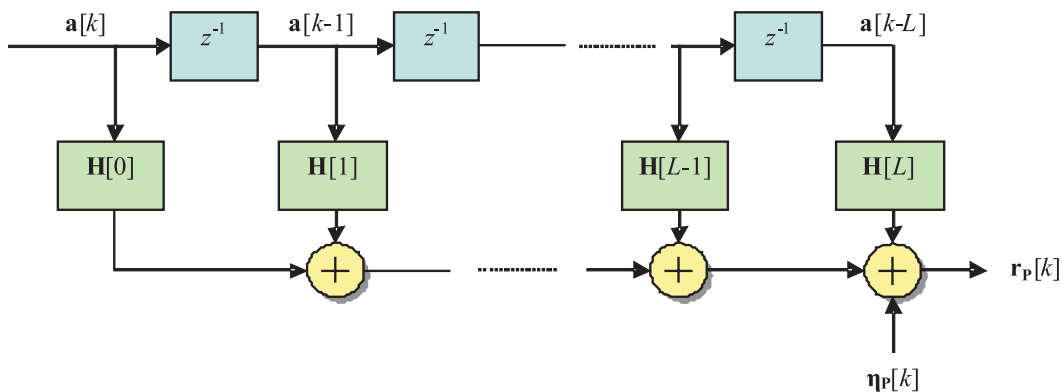 a[k] a[k-1] a[k-L]
z⁻¹ z⁻¹ z⁻¹
H[0] H[1] H[L-1] H[L]
+ + +
r_P[k]
η_P[k]